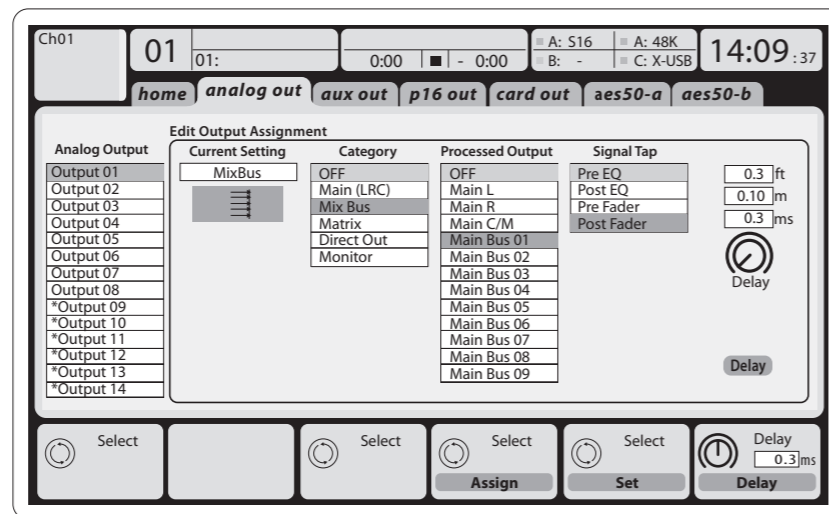 Ch01
01
01:
0:00 - 0:00
A: S16
B: -
A: 48K
C: X-USB
14:09 :37
home
analog out
aux out
p16 out
card out
aes50-a
aes50-b
Edit Output Assignment
Analog Output
Output 01
Output 02
Output 03
Output 04
Output 05
Output 06
Output 07
Output 08
*Output 09
*Output 10
*Output 11
*Output 12
*Output 13
*Output 14
Current Setting
MixBus
Category
OFF
Main (LRC)
Mix Bus
Matrix
Direct Out
Monitor
Processed Output
OFF
Main L
Main R
Main C/M
Main Bus 01
Main Bus 02
Main Bus 03
Main Bus 04
Main Bus 05
Main Bus 06
Main Bus 07
Main Bus 08
Main Bus 09
Signal Tap
Pre EQ
Post EQ
Pre Fader
Post Fader
0.3 ft
0.10 m
0.3 ms
Delay
Delay
Select
Select
Select
Assign
Select
Set
Delay
0.3 ms
Delay